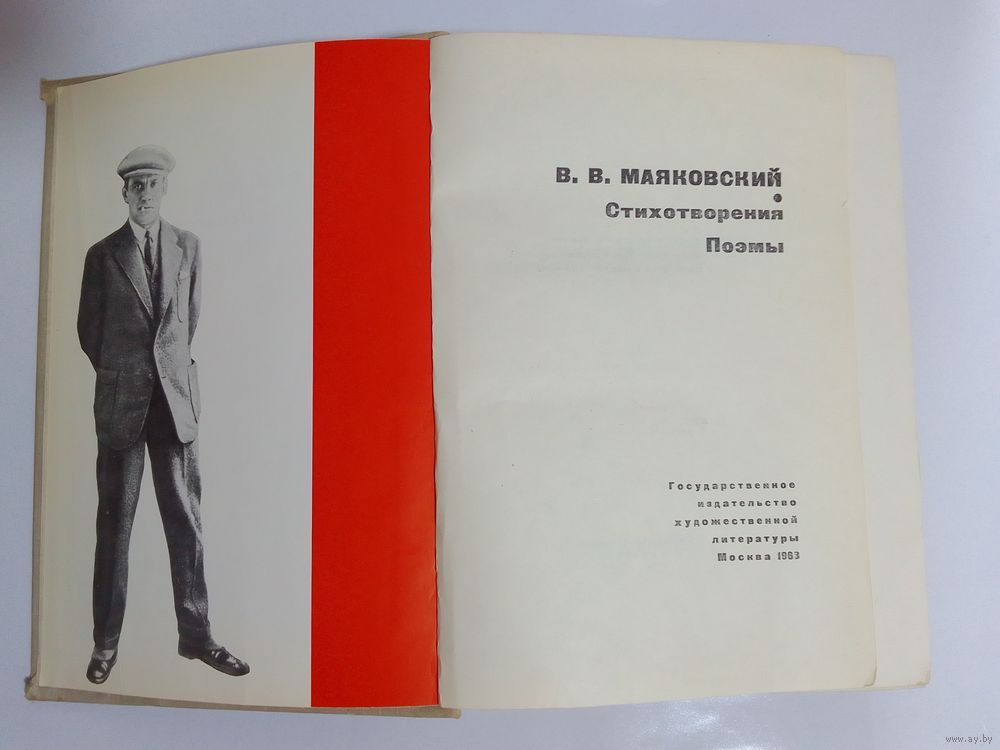 В. В. МАЯКОВСКИЙ
Стихотворения
Поэмы
Государственное
издательство
художественной
литературы
Москва 1963
www.ay.by